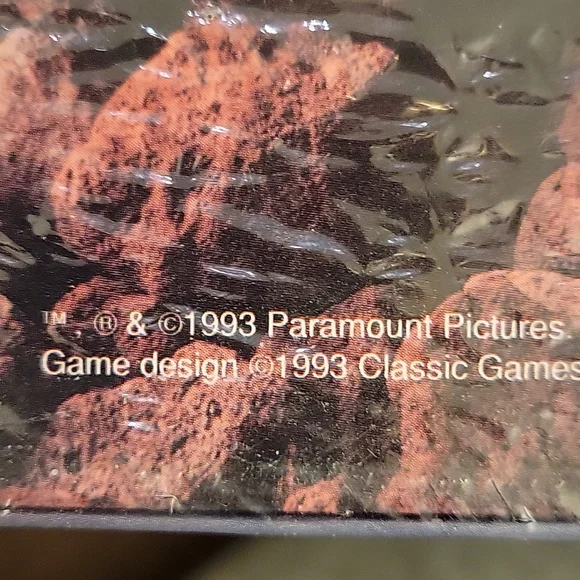 ™, ® & ©1993 Paramount Pictures.
Game design ©1993 Classic Games